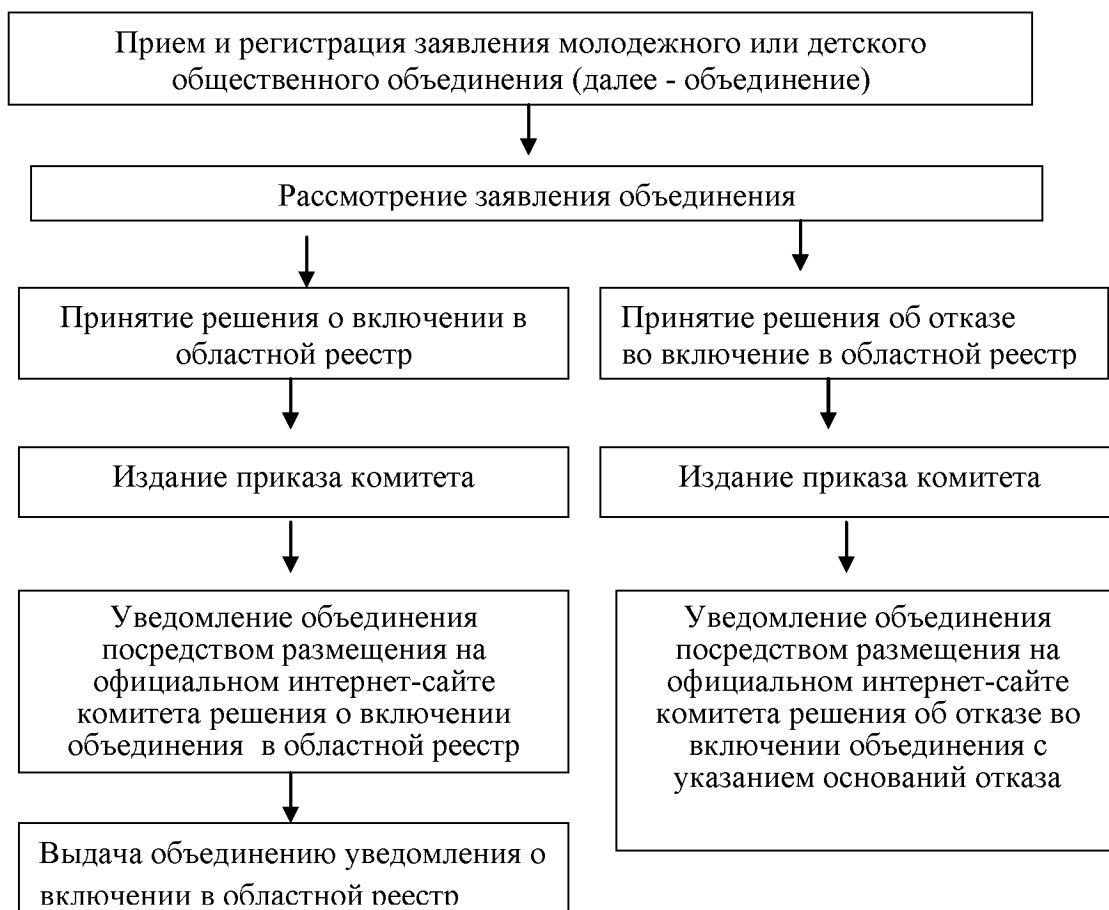 Прием и регистрация заявления молодежного или детского
общественного объединения (далее - объединение)
Рассмотрение заявления объединения
Принятие решения о включении в
областной реестр
Принятие решения об отказе
во включение в областной реестр
Издание приказа комитета
Издание приказа комитета
Уведомление объединения
посредством размещения на
официальном интернет-сайте
комитета решения о включении
объединения в областной реестр
Уведомление объединения
посредством размещения на
официальном интернет-сайте
комитета решения об отказе во
включении объединения с
указанием оснований отказа
Выдача объединению уведомления о
включении в областной реестр